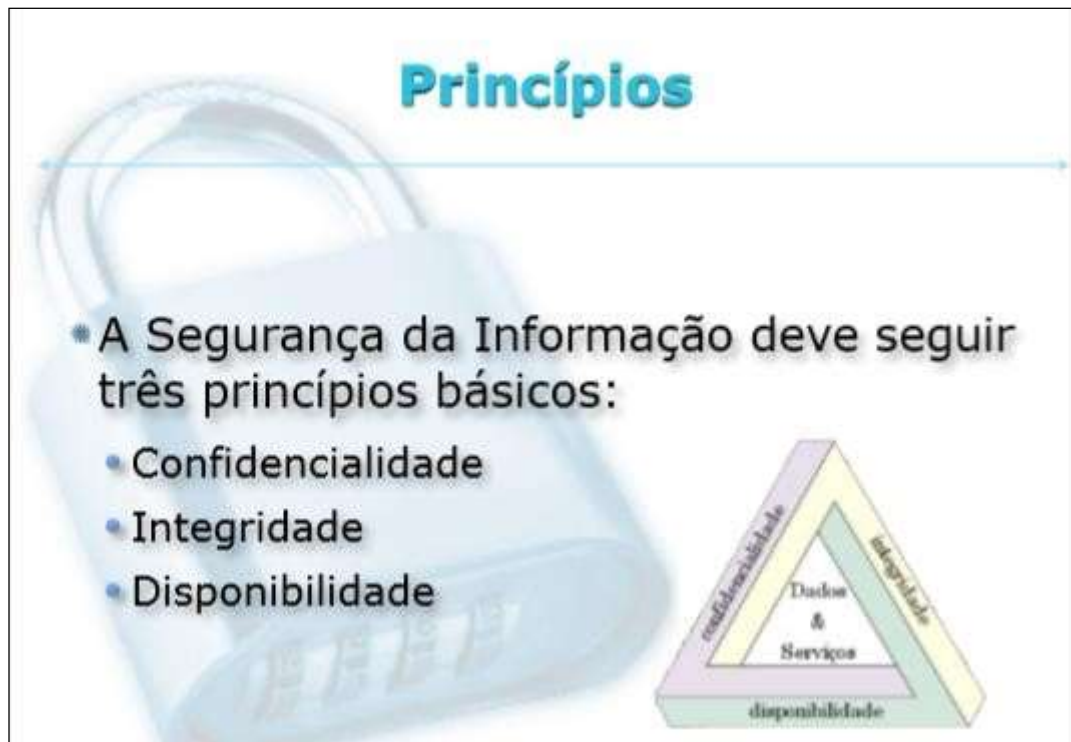 Princípios
A Segurança da Informação deve seguir
três princípios básicos:
Confidencialidade
Integridade
Disponibilidade
confidencialidade
integridade
Dados
&
Serviços
disponibilidade